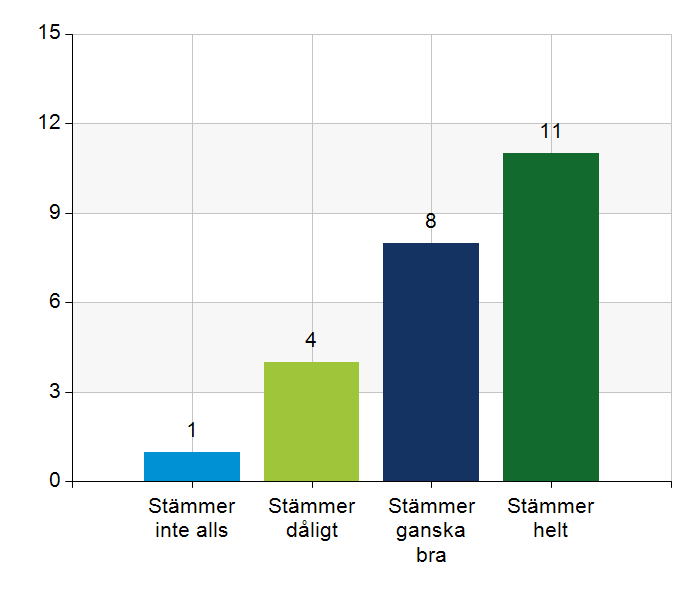 15
12
9
6
3
0
1
4
8
11
Stämmer
inte alls
Stämmer
dåligt
Stämmer
ganska
bra
Stämmer
helt